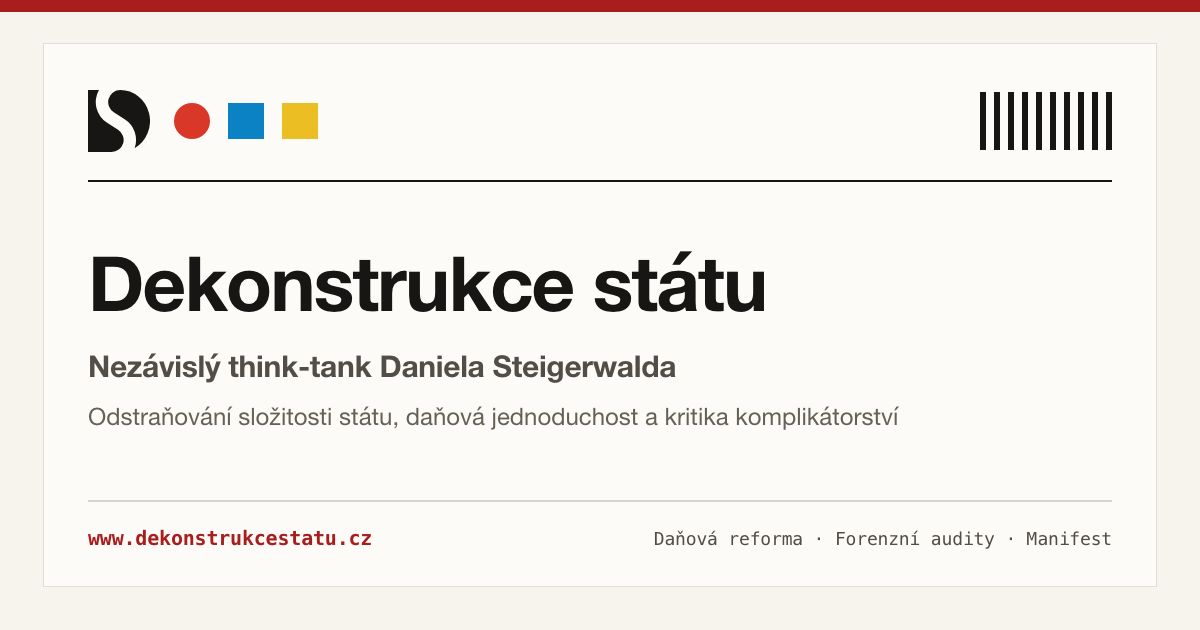 Dekonstrukce státu
Nezávislý think-tank Daniela Steigerwalda
Odstraňování složitosti státu, daňová jednoduchost a kritika komplikátorství
www.dekonstrukcestatu.cz
Daňová reforma · Forenzní audity · Manifest